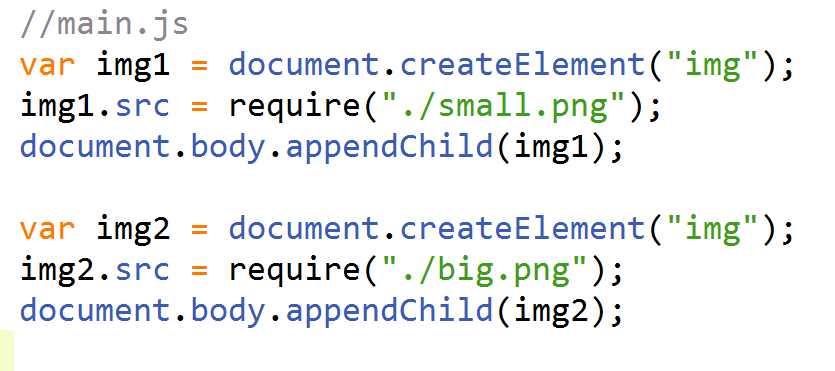 //main.js
var img1 = document.createElement("img");
img1.src = require("./small.png");
document.body.appendChild(img1);
var img2 = document.createElement("img");
img2.src = require("./big.png");
document.body.appendChild(img2);